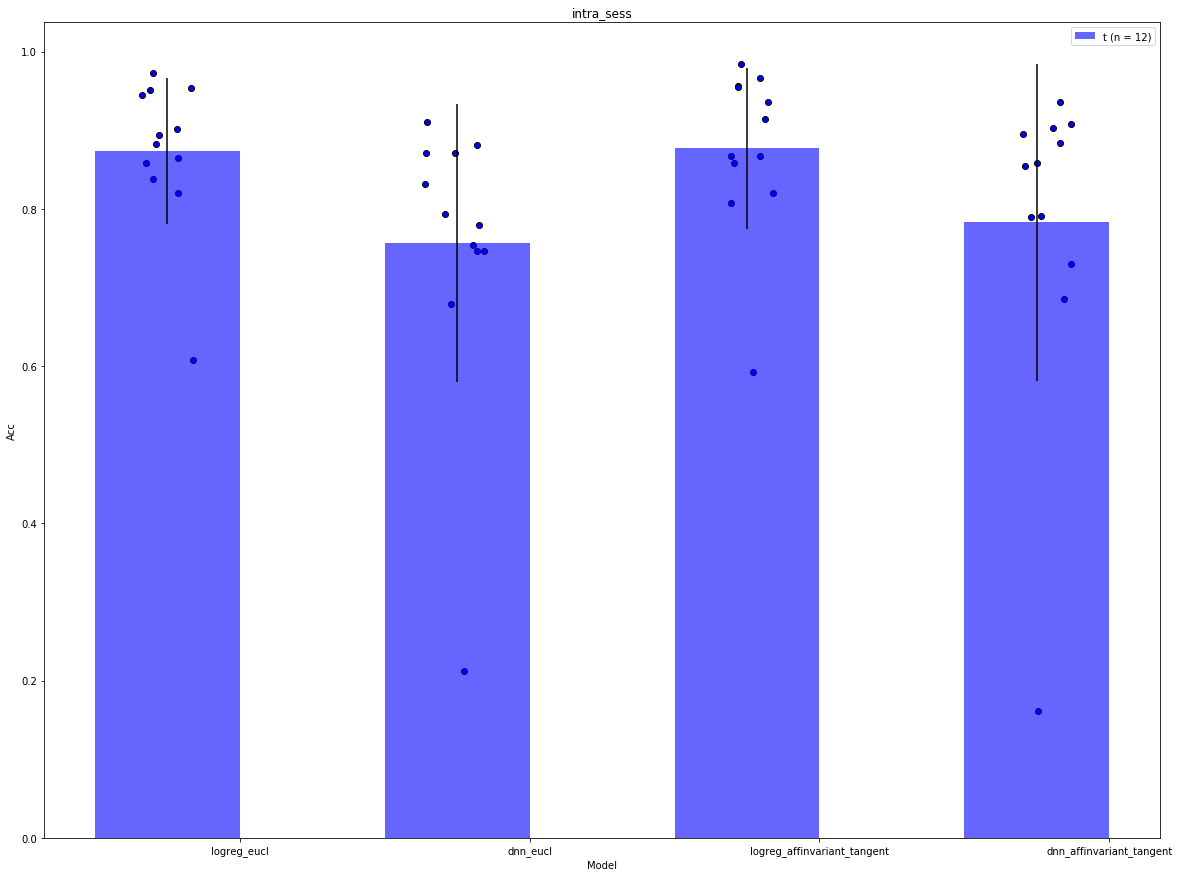 intra_sess
t (n = 12)
1.0
0.8
0.6
0.4
0.2
0.0
Acc
logreg_eucl
dnn_eucl
logreg_affinvariant_tangent
dnn_affinvariant_tangent
Model